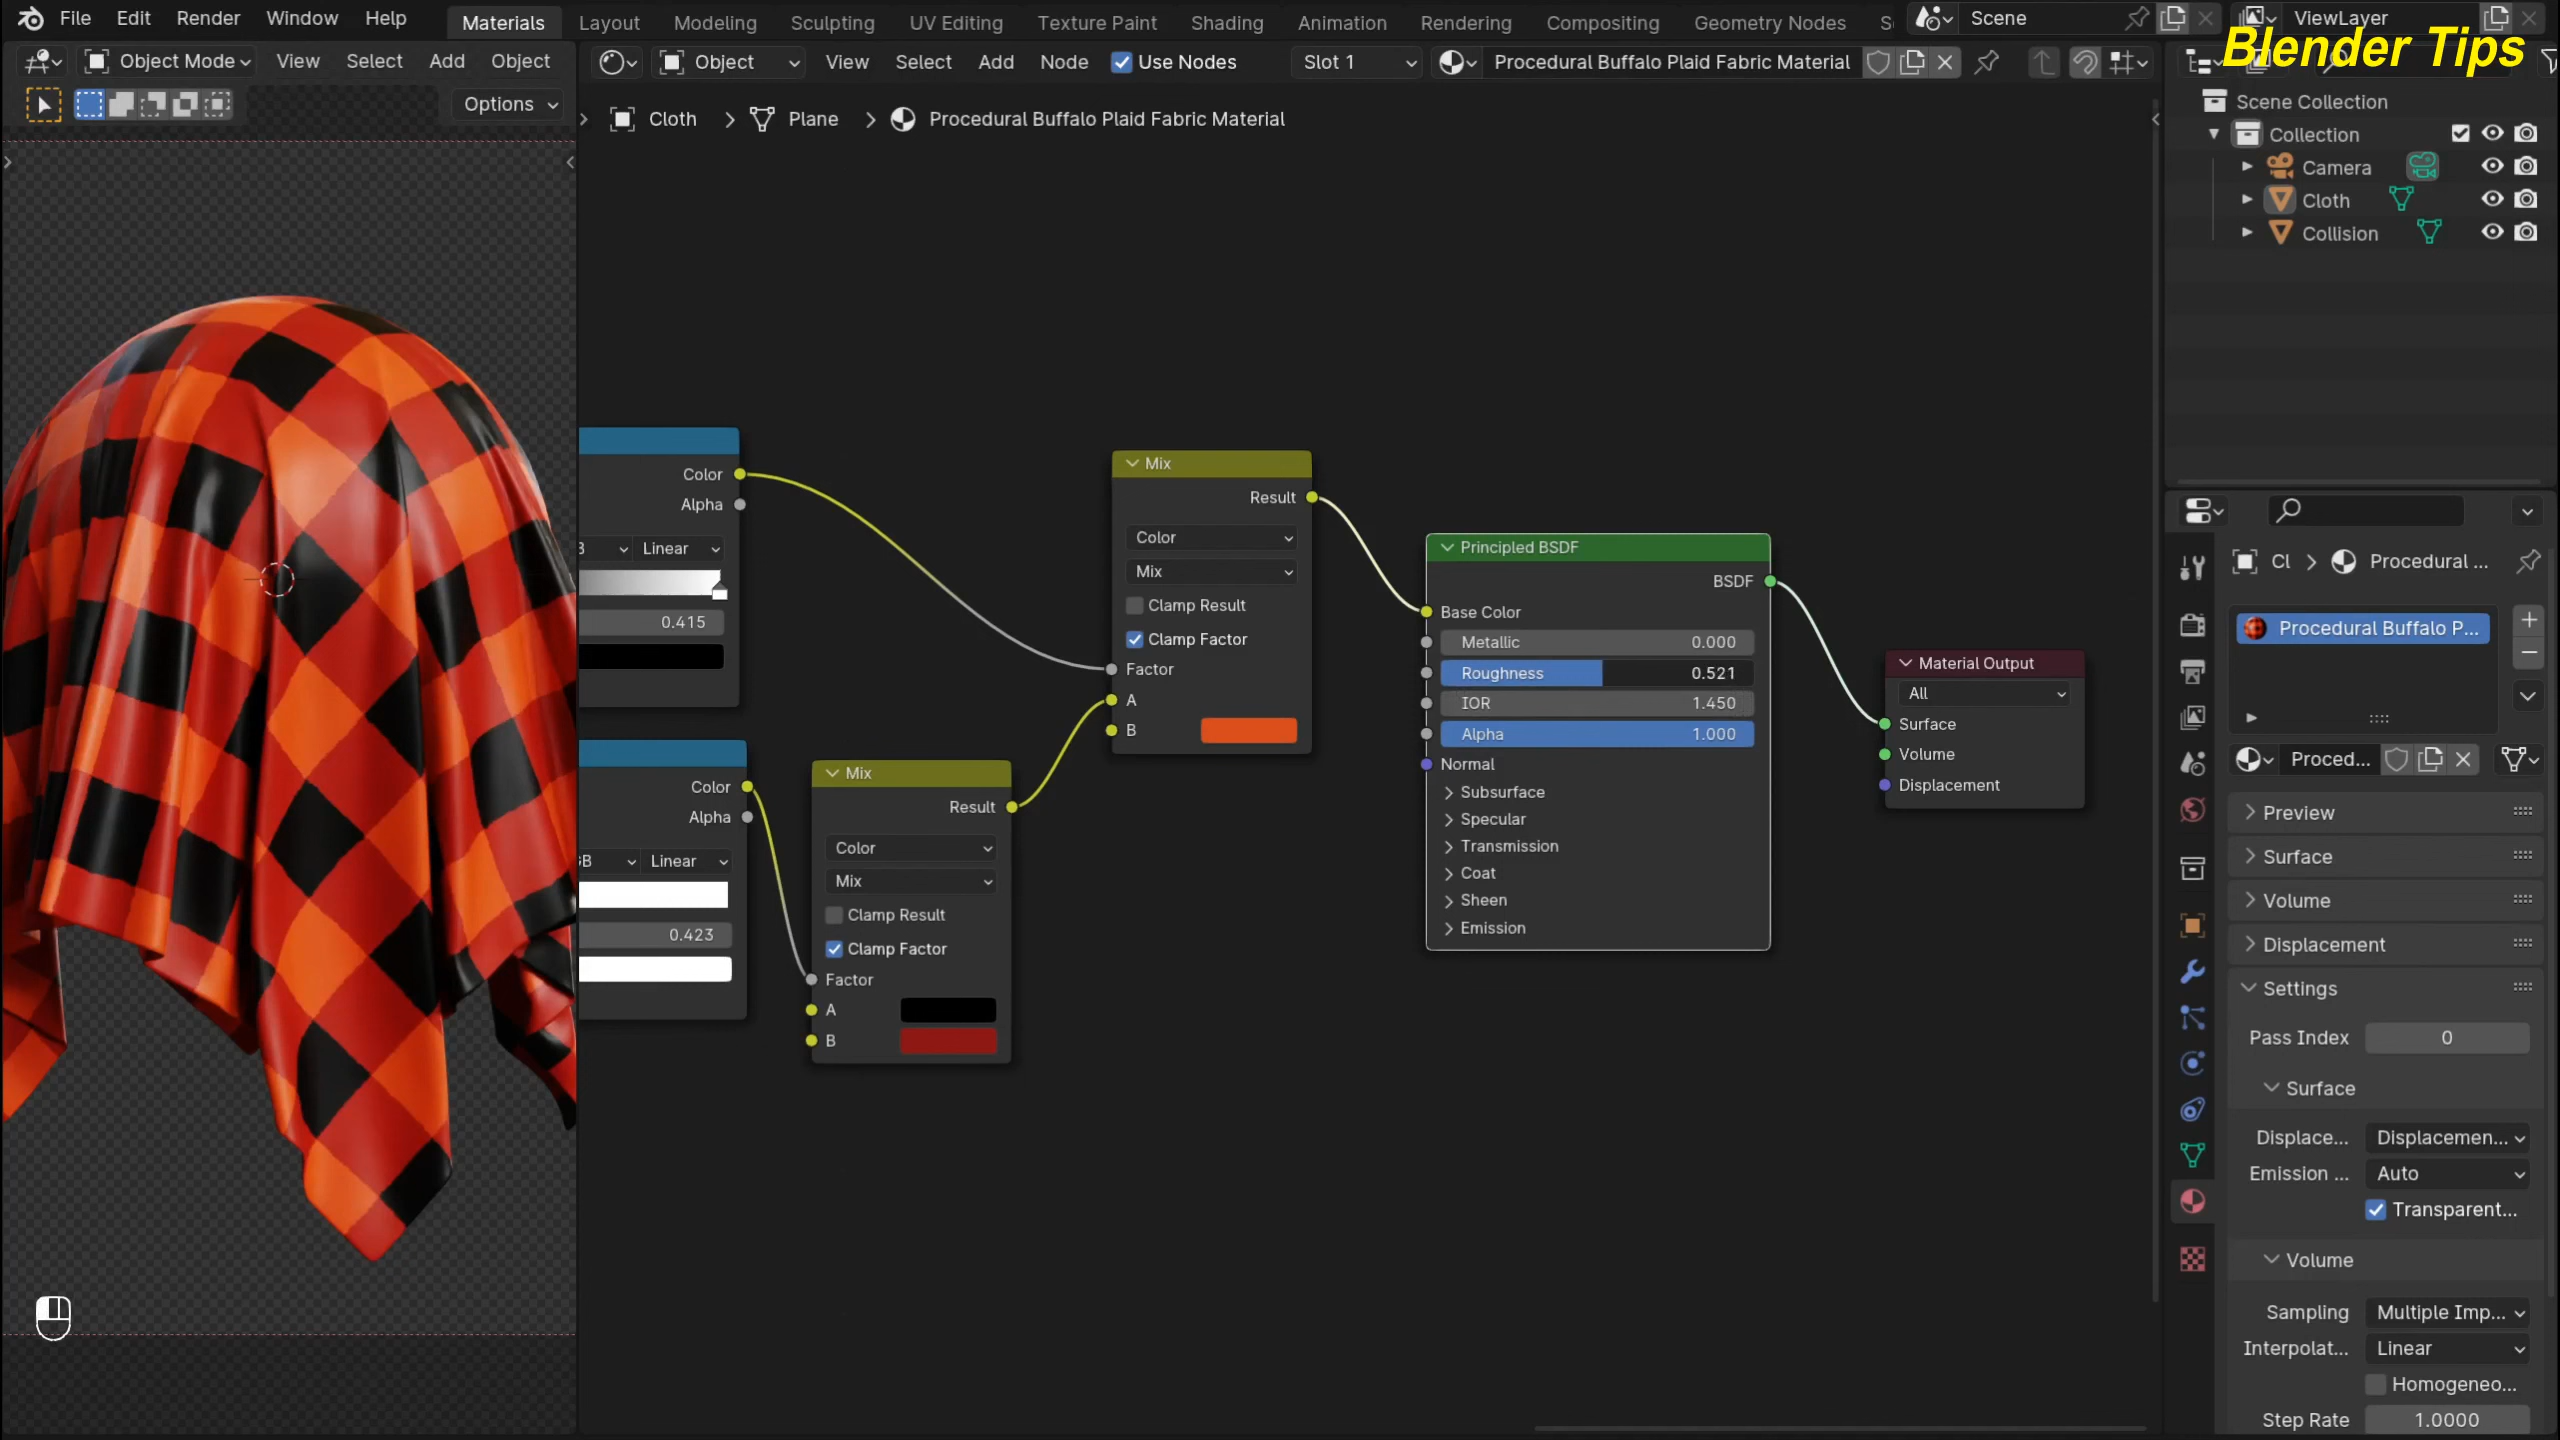 File Edit Render Window Help Materials Layout Modeling Sculpting UV Editing Texture Paint Shading Animation Rendering Compositing Geometry Nodes Scene ViewLayer
Blender Tips
Object Mode View Select Add Object
Object View Select Add Node Use Nodes Slot 1 Procedural Buffalo Plaid Fabric Material
Options
Cloth > Plane > Procedural Buffalo Plaid Fabric Material
Scene Collection
Collection
Camera
Cloth
Collision
Color
Alpha
Linear
0.415
Color
Alpha
Linear
0.423
Mix
Result
Color
Mix
Clamp Result
Clamp Factor
Factor
A
B
Mix
Result
Color
Mix
Clamp Result
Clamp Factor
Factor
A
B
Principled BSDF
BSDF
Base Color
Metallic 0.000
Roughness 0.521
IOR 1.450
Alpha 1.000
Normal
Subsurface
Specular
Transmission
Coat
Sheen
Emission
Material Output
All
Surface
Volume
Displacement
Cl > Procedural ...
Procedural Buffalo P...
Proced...
Preview
Surface
Volume
Displacement
Settings
Pass Index 0
Surface
Displace... Displacemen...
Emission ... Auto
Transparent...
Volume
Sampling Multiple Imp...
Interpolat... Linear
Homogeneo...
Step Rate 1.0000